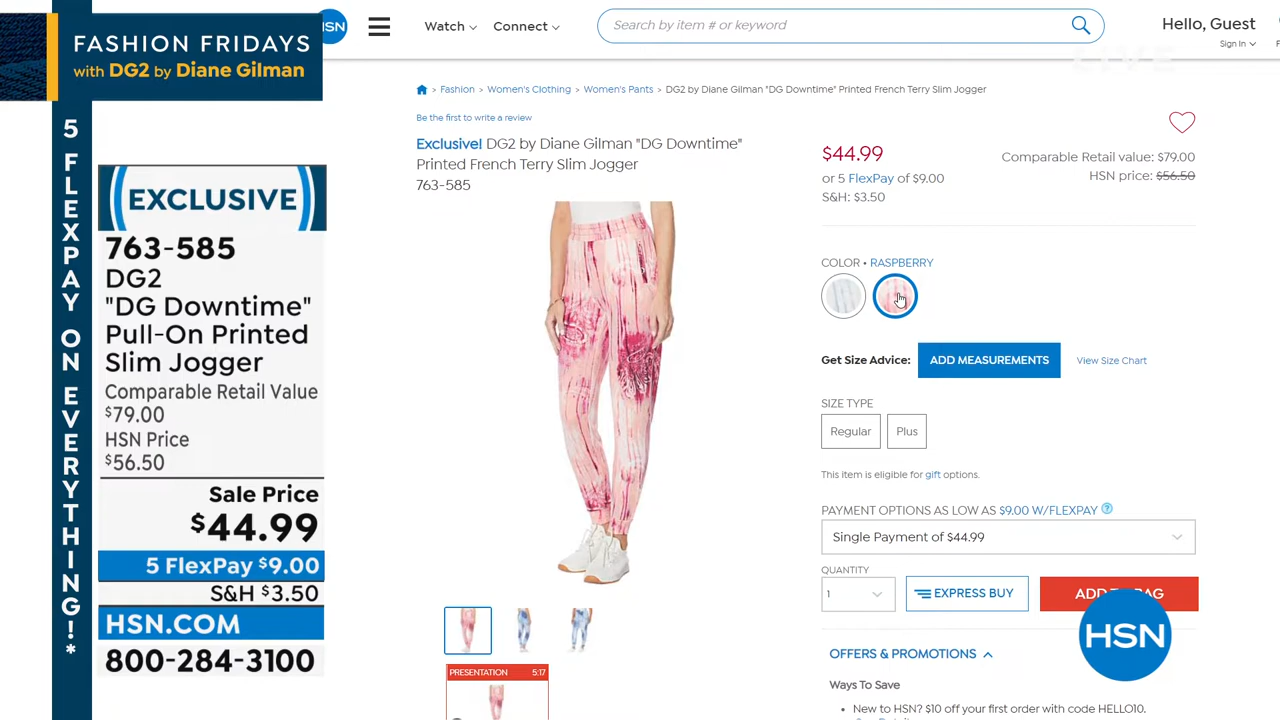 FASHION FRIDAYS
with DG2 by Diane Gilman
5 FLEXPAY ON EVERYTHING!*
EXCLUSIVE
763-585
DG2
"DG Downtime"
Pull-On Printed
Slim Jogger
Comparable Retail Value
$79.00
HSN Price
$56.50
Sale Price
$44.99
5 FlexPay $9.00
S&H $3.50
HSN.COM
800-284-3100
HSN
Watch
Connect
Search by item # or keyword
Hello, Guest
Sign In
LIVE
Fashion > Women's Clothing > Women's Pants > DG2 by Diane Gilman "DG Downtime" Printed French Terry Slim Jogger
Be the first to write a review
Exclusive! DG2 by Diane Gilman "DG Downtime"
Printed French Terry Slim Jogger
763-585
PRESENTATION 5:17
$44.99
or 5 FlexPay of $9.00
S&H: $3.50
Comparable Retail value: $79.00
HSN price: $56.50
COLOR • RASPBERRY
Get Size Advice: ADD MEASUREMENTS View Size Chart
SIZE TYPE
Regular Plus
This item is eligible for gift options.
PAYMENT OPTIONS AS LOW AS $9.00 W/FLEXPAY ?
Single Payment of $44.99
QUANTITY
1
EXPRESS BUY
ADD BAG
HSN
OFFERS & PROMOTIONS
Ways To Save
• New to HSN? $10 off your first order with code HELLO10.